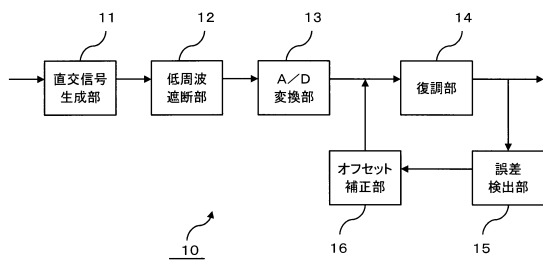 11
12
13
14
直交信号
生成部
低周波
遮断部
A/D
変換部
復調部
オフセット
補正部
誤差
検出部
10
16
15